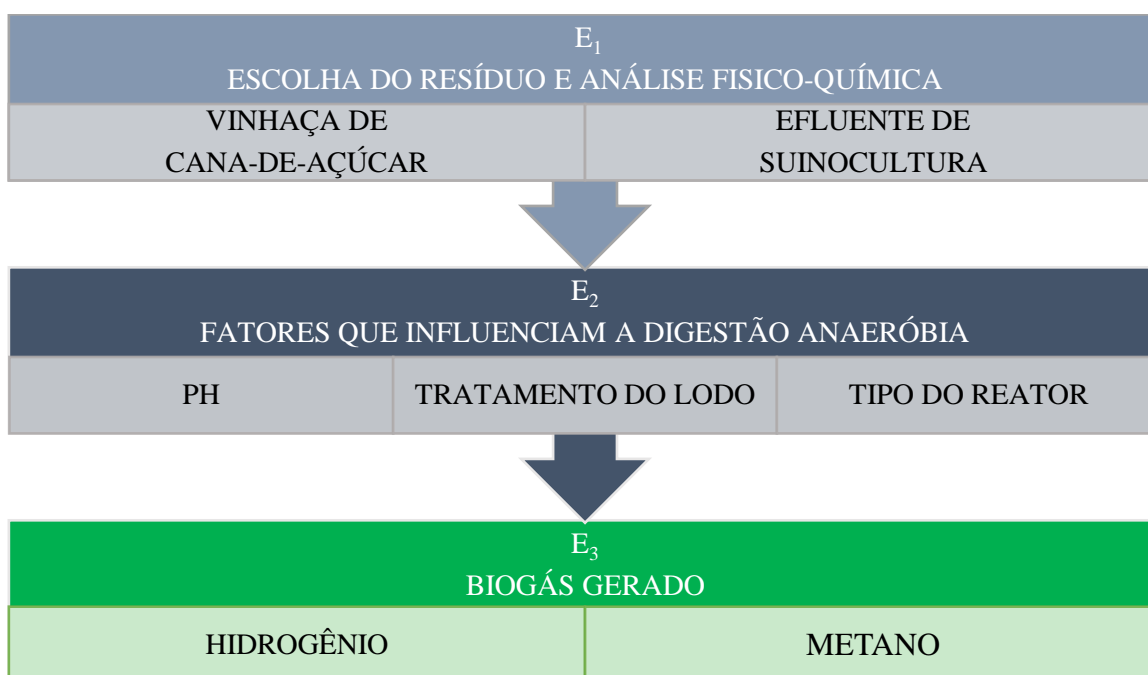 E₁
ESCOLHA DO RESÍDUO E ANÁLISE FISICO-QUÍMICA
VINHAÇA DE
CANA-DE-AÇÚCAR
EFLUENTE DE
SUINOCULTURA
E₂
FATORES QUE INFLUENCIAM A DIGESTÃO ANAERÓBIA
PH
TRATAMENTO DO LODO
TIPO DO REATOR
E₃
BIOGÁS GERADO
HIDROGÊNIO
METANO